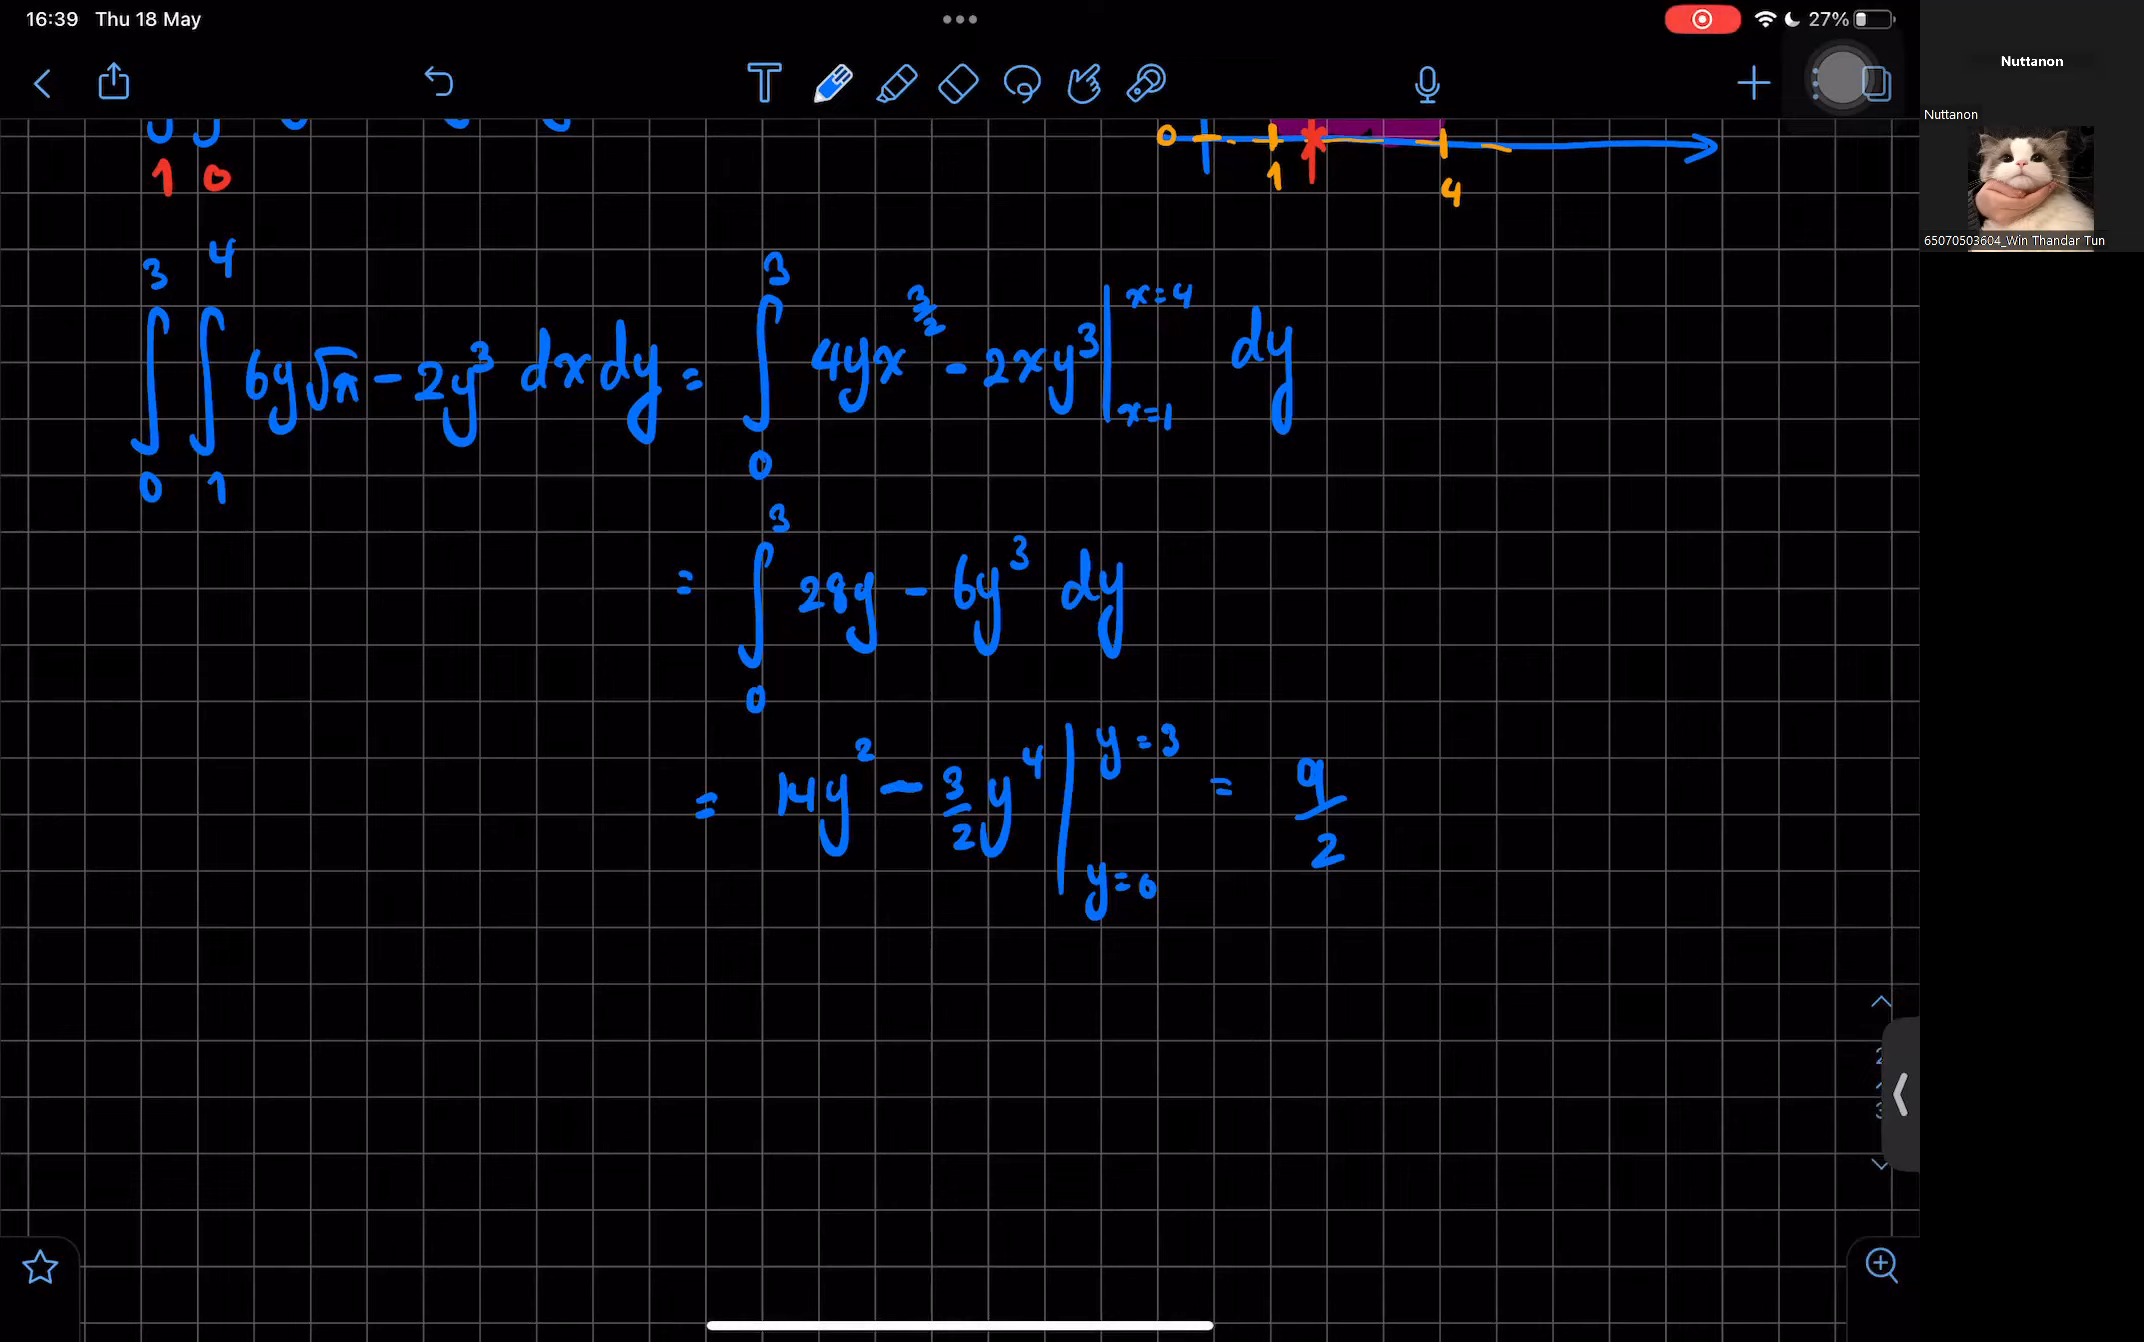 16:39 Thu 18 May
27%
Nuttanon
Nuttanon
65070503604_Win Thandar Tun
0
1
4
1 0
∫₀³ ∫₁⁴ 6y√x - 2y³ dx dy = ∫₀³ 4yx^(3/2) - 2xy³ |_{x=1}^{x=4} dy
= ∫₀³ 28y - 6y³ dy
= 14y² - 3/2 y⁴ |_{y=0}^{y=3} = 9/2